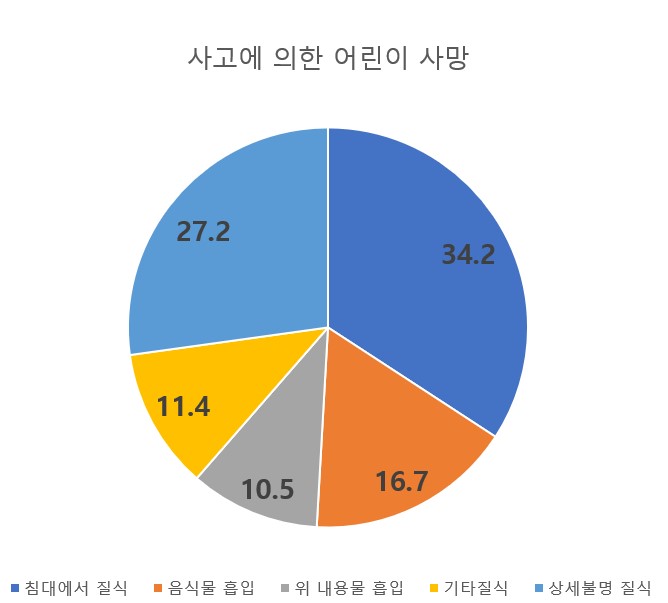 사고에 의한 어린이 사망
34.2
16.7
10.5
11.4
27.2
침대에서 질식 음식물 흡입 위 내용물 흡입 기타질식 상세불명 질식